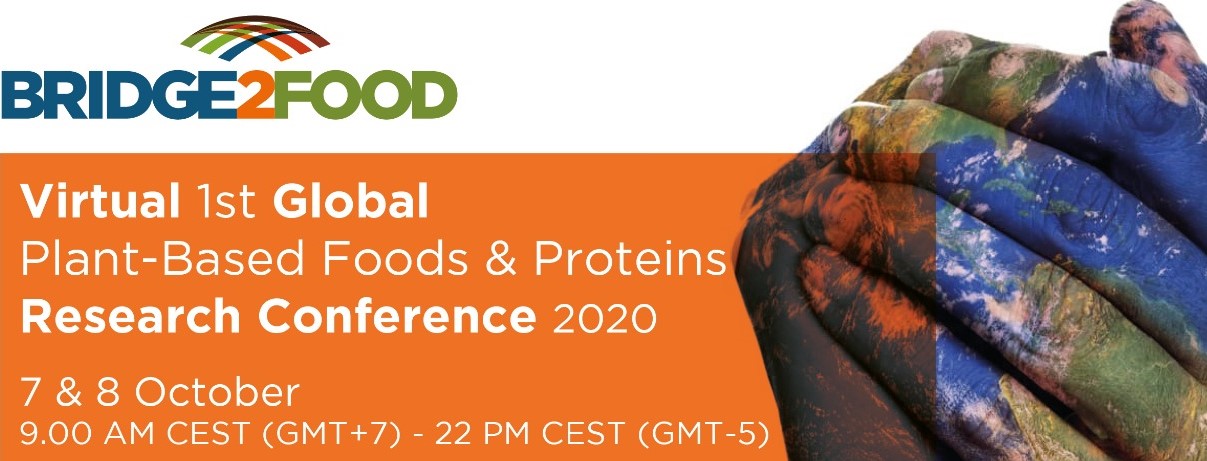 BRIDGE2FOOD
Virtual 1st Global
Plant-Based Foods & Proteins
Research Conference 2020
7 & 8 October
9.00 AM CEST (GMT+7) - 22 PM CEST (GMT-5)